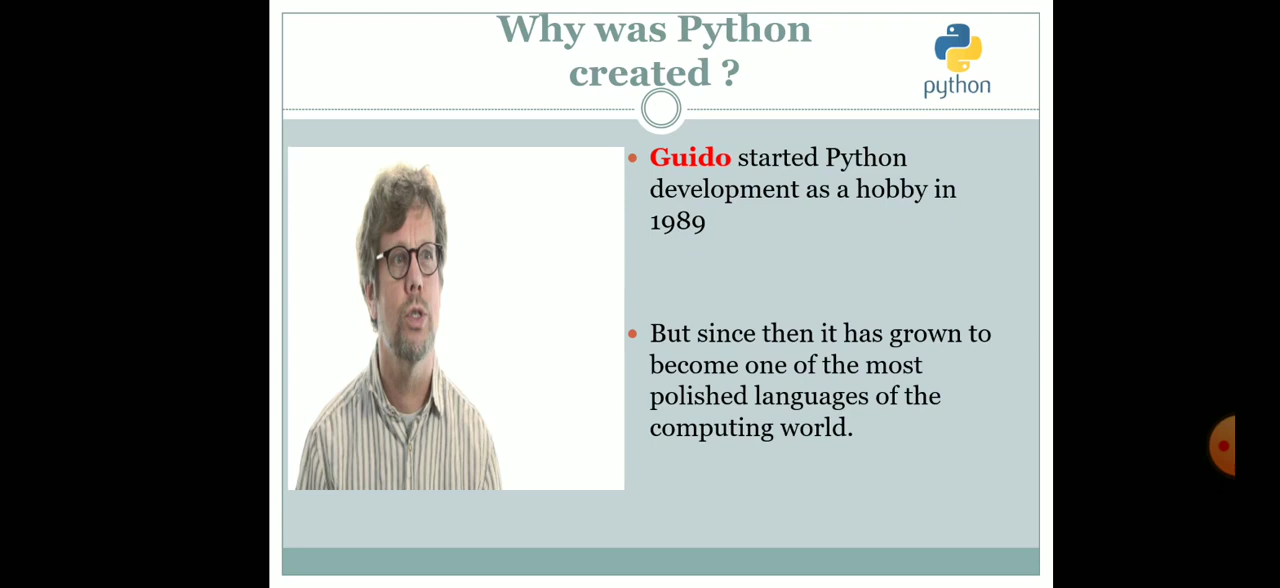 Why was Python
created ?
python
Guido started Python
development as a hobby in
1989
But since then it has grown to
become one of the most
polished languages of the
computing world.